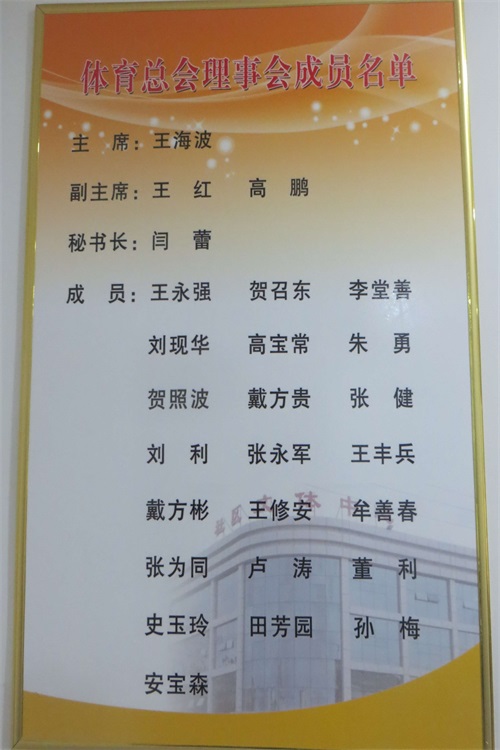 体育总会理事会成员名单
主 席：王海波
副主席：王 红 高 鹏
秘书长：闫 蕾
成 员：王永强 贺召东 李堂善
刘现华 高宝常 朱 勇
贺照波 戴方贵 张 健
刘 利 张永军 王丰兵
戴方彬 王修安 牟善春
张为同 卢 涛 董 利
史玉玲 田芳园 孙 梅
安宝森